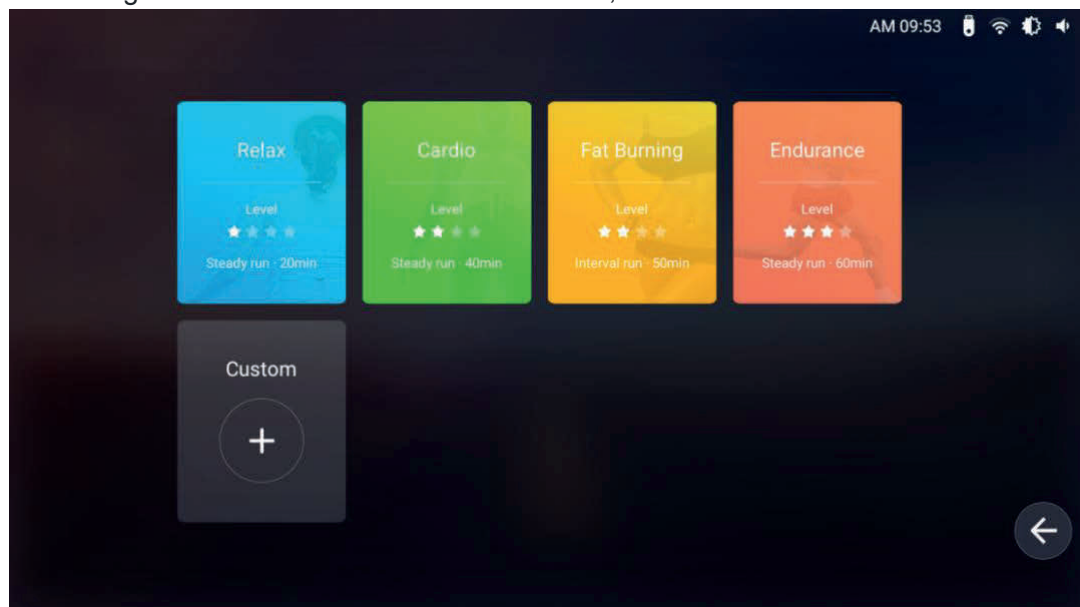 AM 09:53
Relax
Level
Steady run · 20min
Cardio
Level
Steady run · 40min
Fat Burning
Level
Interval run · 50min
Endurance
Level
Steady run · 60min
Custom